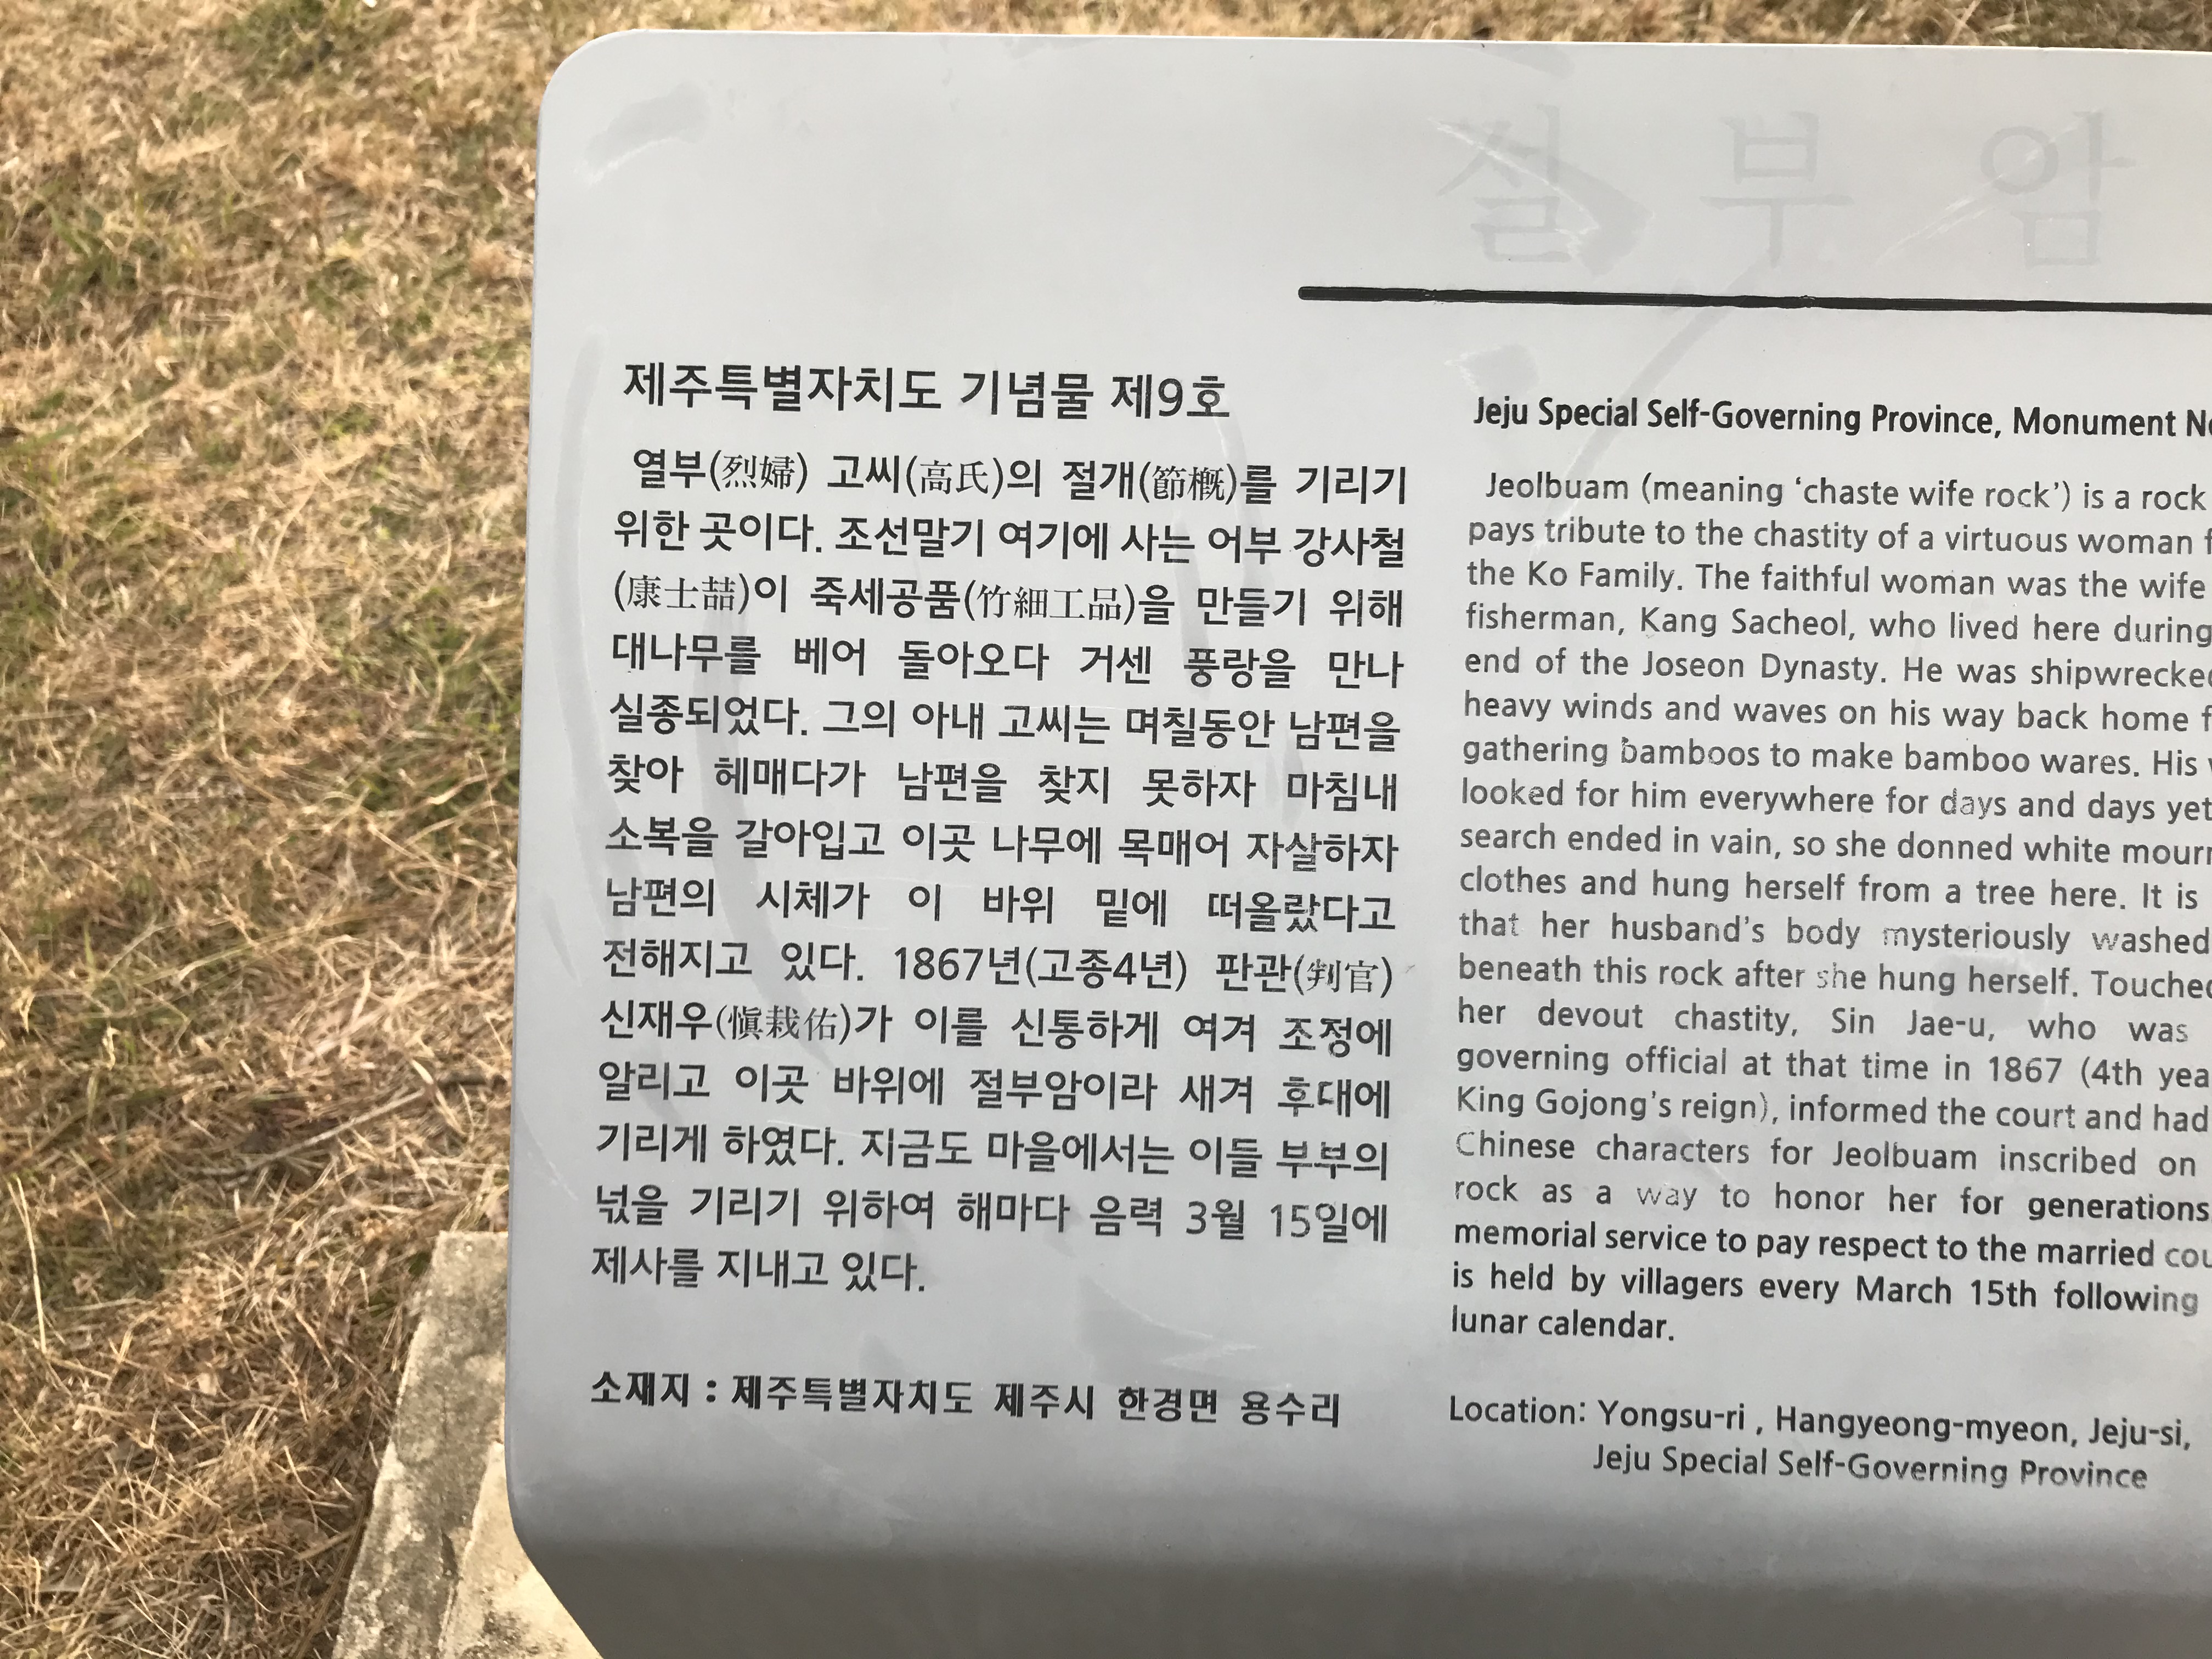 절부암
제주특별자치도 기념물 제9호
열부(烈婦) 고씨(高氏)의 절개(節槪)를 기리기
위한 곳이다. 조선말기 여기에 사는 어부 강사철
(康士喆)이 죽세공품(竹細工品)을 만들기 위해
대나무를 베어 돌아오다 거센 풍랑을 만나
실종되었다. 그의 아내 고씨는 며칠동안 남편을
찾아 헤매다가 남편을 찾지 못하자 마침내
소복을 갈아입고 이곳 나무에 목매어 자살하자
남편의 시체가 이 바위 밑에 떠올랐다고
전해지고 있다. 1867년(고종4년) 판관(判官)
신재우(愼栽佑)가 이를 신통하게 여겨 조정에
알리고 이곳 바위에 절부암이라 새겨 후대에
기리게 하였다. 지금도 마을에서는 이들 부부의
넋을 기리기 위하여 해마다 음력 3월 15일에
제사를 지내고 있다.
소재지 : 제주특별자치도 제주시 한경면 용수리
Jeju Special Self-Governing Province, Monument
Jeolbuam (meaning ‘chaste wife rock’) is a rock
pays tribute to the chastity of a virtuous woman
the Ko Family. The faithful woman was the wife
fisherman, Kang Sacheol, who lived here during
end of the Joseon Dynasty. He was shipwrecked
heavy winds and waves on his way back home
gathering bamboos to make bamboo wares. His
looked for him everywhere for days and days yet
search ended in vain, so she donned white
clothes and hung herself from a tree here. It is
that her husband's body mysteriously washed
beneath this rock after she hung herself. Touched
her devout chastity, Sin Jae-u, who was
governing official at that time in 1867 (4th
King Gojong's reign), informed the court and had
Chinese characters for Jeolbuam inscribed on
rock as a way to honor her for generations
memorial service to pay respect to the married
is held by villagers every March 15th following
lunar calendar.
Location: Yongsu-ri , Hangyeong-myeon, Jeju-si,
Jeju Special Self-Governing Province